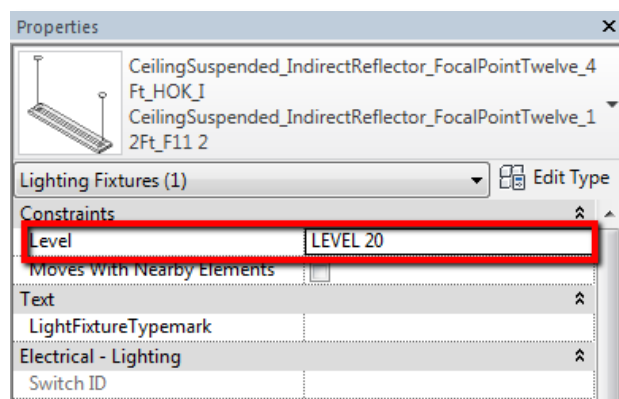 Properties
CeilingSuspended_IndirectReflector_FocalPointTwelve_4
Ft_HOK_I
CeilingSuspended_IndirectReflector_FocalPointTwelve_1
2Ft_F11 2
Lighting Fixtures (1) Edit Type
Constraints
Level LEVEL 20
Moves With Nearby Elements
Text
LightFixtureTypemark
Electrical - Lighting
Switch ID